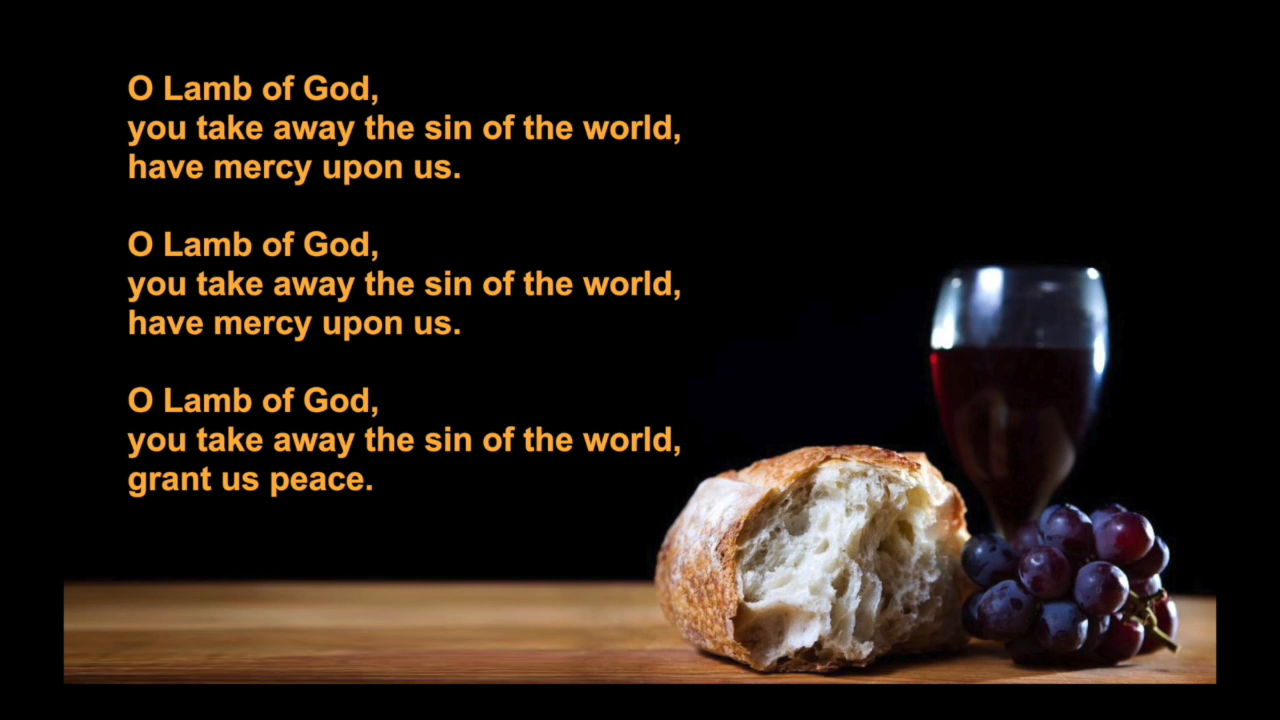 O Lamb of God,
you take away the sin of the world,
have mercy upon us.
O Lamb of God,
you take away the sin of the world,
have mercy upon us.
O Lamb of God,
you take away the sin of the world,
grant us peace.